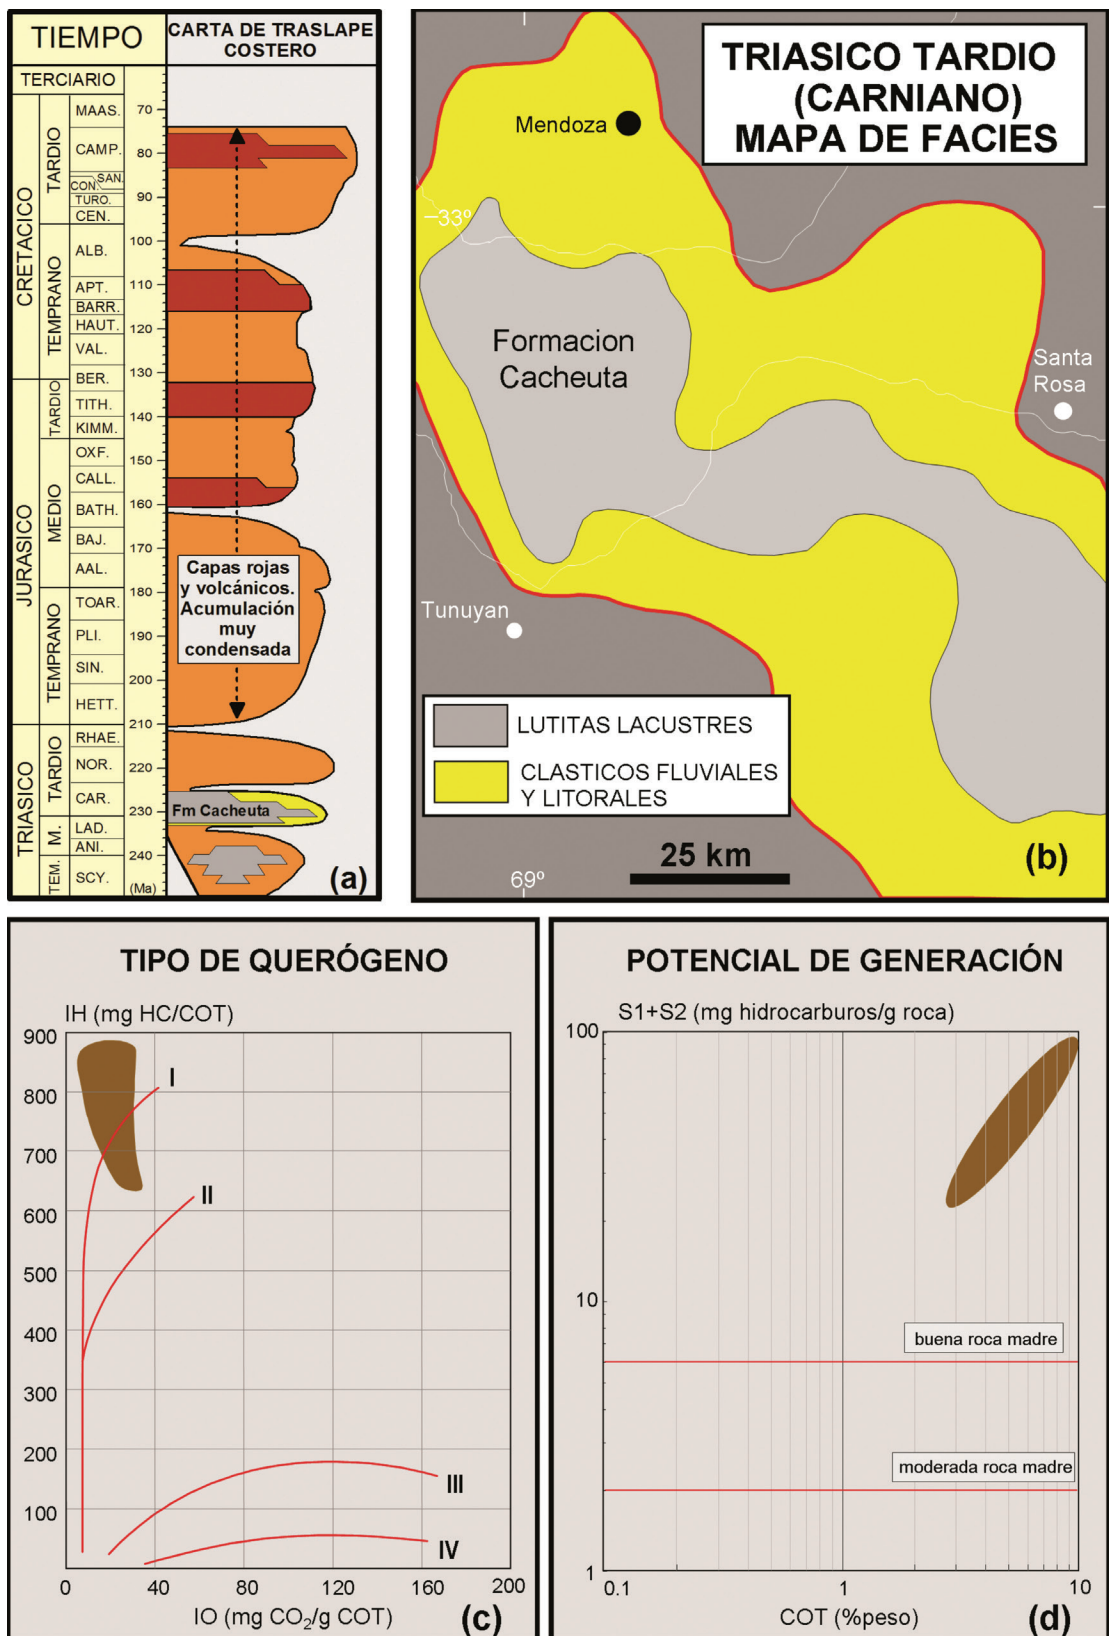 TIEMPO
CARTA DE TRASLAPE
COSTERO
TERCIARIO
CRETACICO
TARDIO
MAAS.
CAMP.
SAN.
CON.
TURO.
CEN.
TEMPRANO
ALB.
APT.
BARR.
HAUT.
VAL.
BER.
JURASICO
TARDIO
TITH.
KIMM.
MEDIO
OXF.
CALL.
BATH.
BAJ.
AAL.
TEMPRANO
TOAR.
PLI.
SIN.
HETT.
TRIASICO
TARDIO
RHAE.
NOR.
CAR.
M.
LAD.
ANI.
TEM.
SCY.
70
80
90
100
110
120
130
140
150
160
170
180
190
200
210
220
230
240
(Ma)
Capas rojas
y volcánicos.
Acumulación
muy
condensada
Fm Cacheuta
(a)
TRIASICO TARDIO
(CARNIANO)
MAPA DE FACIES
Mendoza
33º
Formacion
Cacheuta
Santa
Rosa
Tunuyan
LUTITAS LACUSTRES
CLASTICOS FLUVIALES
Y LITORALES
25 km
69º
(b)
TIPO DE QUERÓGENO
IH (mg HC/COT)
900
800
700
600
500
400
300
200
100
I
II
III
IV
0 40 80 120 160 200
IO (mg CO₂/g COT)
(c)
POTENCIAL DE GENERACIÓN
S1+S2 (mg hidrocarburos/g roca)
100
10
buena roca madre
moderada roca madre
1
0.1 1 10
COT (%peso)
(d)